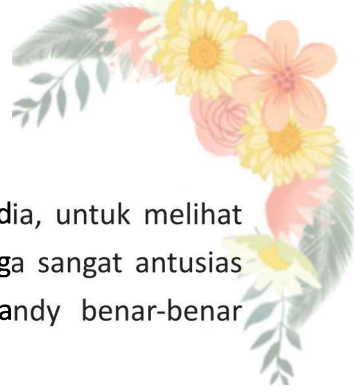 dia, untuk melihat
ga sangat antusias
andy benar-benar